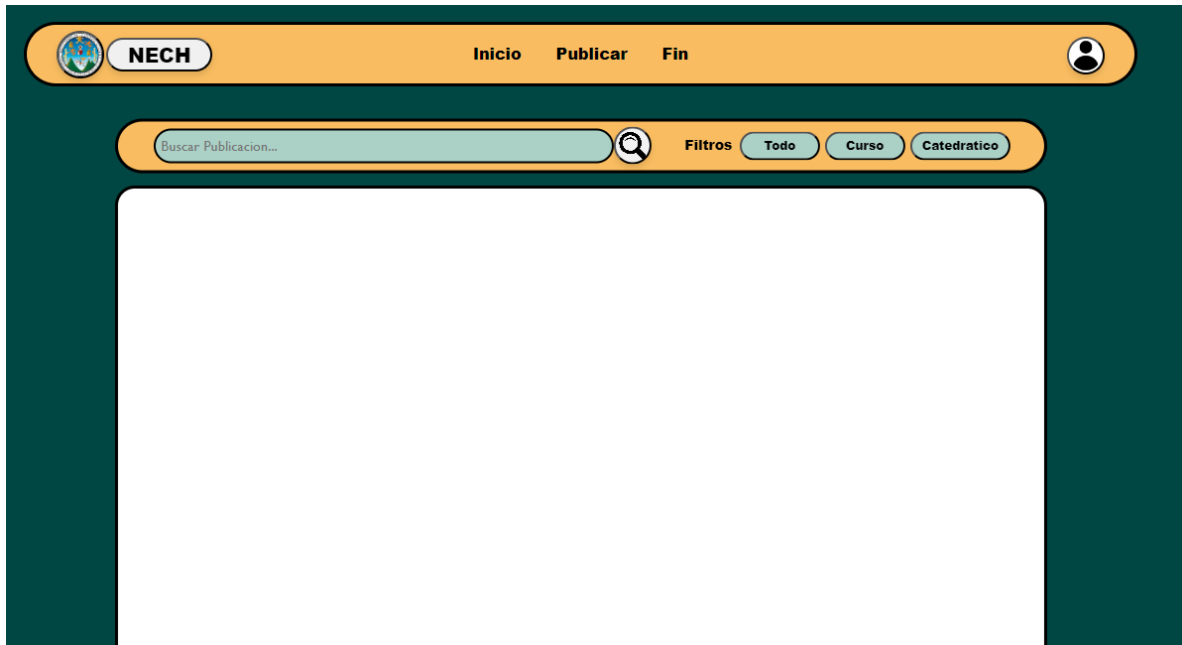 NECH
Inicio Publicar Fin
Buscar Publicacion...
Filtros Todo Curso Catedratico